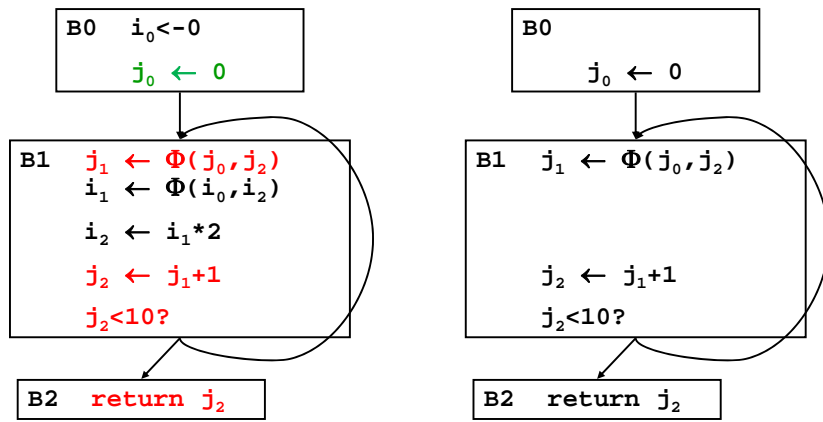 B0 i₀<-0
j₀ ← 0
B1 j₁ ← Φ(j₀,j₂)
i₁ ← Φ(i₀,i₂)
i₂ ← i₁*2
j₂ ← j₁+1
j₂<10?
B2 return j₂
B0
j₀ ← 0
B1 j₁ ← Φ(j₀,j₂)
j₂ ← j₁+1
j₂<10?
B2 return j₂